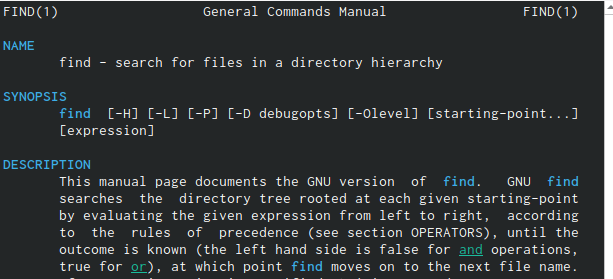 FIND(1) General Commands Manual FIND(1)
NAME
find - search for files in a directory hierarchy
SYNOPSIS
find [-H] [-L] [-P] [-D debugopts] [-Olevel] [starting-point...]
[expression]
DESCRIPTION
This manual page documents the GNU version of find. GNU find
searches the directory tree rooted at each given starting-point
by evaluating the given expression from left to right, according
to the rules of precedence (see section OPERATORS), until the
outcome is known (the left hand side is false for and operations,
true for or), at which point find moves on to the next file name.